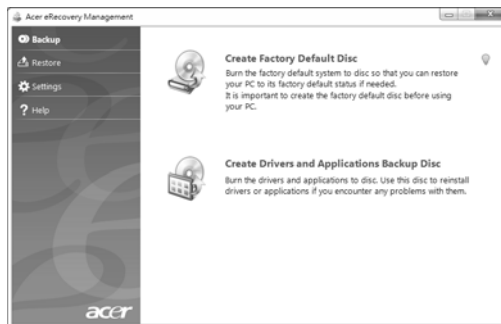 Acer eRecovery Management
Backup
Restore
Settings
Help
Create Factory Default Disc
Burn the factory default system to disc so that you can restore
your PC to its factory default status if needed.
It is important to create the factory default disc before using
your PC.
Create Drivers and Applications Backup Disc
Burn the drivers and applications to disc. Use this disc to reinstall
drivers or applications if you encounter any problems with them.
acer